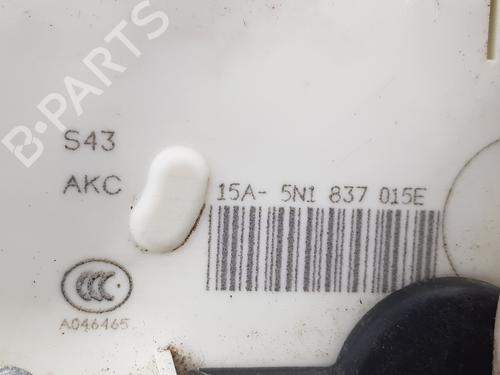 B-PARTS
S43
AKC
15A- 5N1 837 015E
CCC
A046465